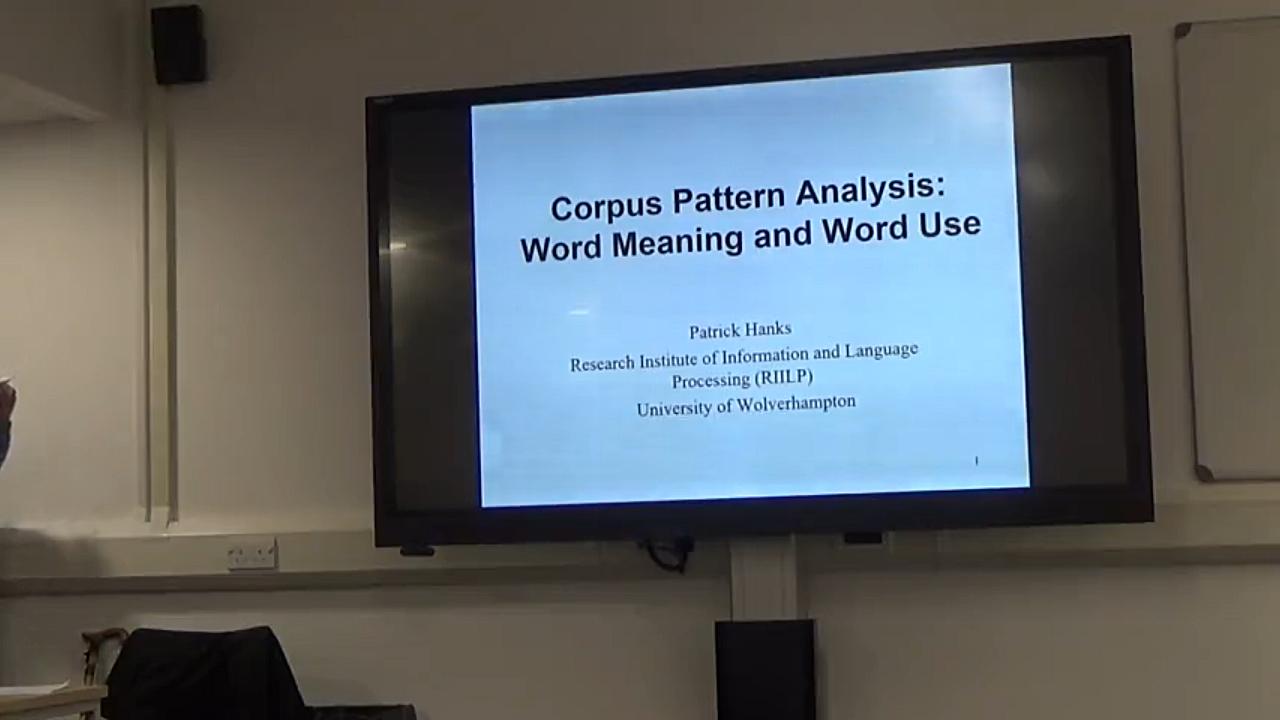 Corpus Pattern Analysis:
Word Meaning and Word Use
Patrick Hanks
Research Institute of Information and Language
Processing (RIILP)
University of Wolverhampton
1